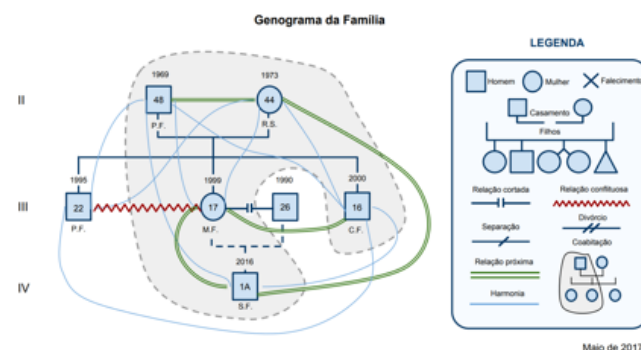 Genograma da Família
1969
1973
II
48
44
P.F.
R.S.
1995
1999
1990
2000
III
22
17
26
16
P.F.
M.F.
C.F.
2016
IV
1A
S.F.
LEGENDA
Homem
Mulher
Falecimento
Casamento
Filhos
Relação cortada
Relação conflituosa
Separação
Divórcio
Coabitação
Relação próxima
Harmonia
Maio de 2017